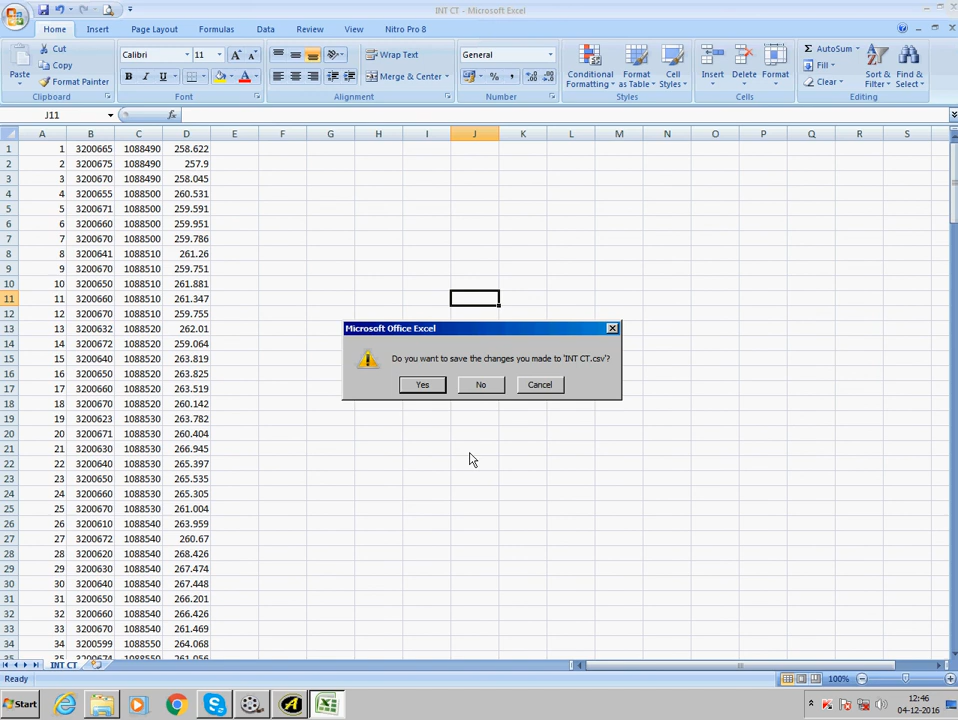 INT CT - Microsoft Excel
Home Insert Page Layout Formulas Data Review View Nitro Pro 8
Paste Cut Copy Format Painter Clipboard
Calibri 11 A A B I U A Font
Wrap Text Merge & Center Alignment
General % , Number
Conditional Formatting Format as Table Cell Styles Styles
Insert Delete Format Cells
Σ AutoSum Fill Clear Sort & Filter Find & Select Editing
J11 fx
A B C D E F G H I J K L M N O P Q R S
1 1 3200665 1088490 258.622
2 2 3200675 1088490 257.9
3 3 3200670 1088490 258.045
4 4 3200655 1088500 260.531
5 5 3200671 1088500 259.591
6 6 3200660 1088500 259.951
7 7 3200670 1088500 259.786
8 8 3200641 1088510 261.26
9 9 3200670 1088510 259.751
10 10 3200650 1088510 261.881
11 11 3200660 1088510 261.347
12 12 3200670 1088510 259.755
13 13 3200632 1088520 262.01
14 14 3200672 1088520 259.064
15 15 3200640 1088520 263.819
16 16 3200650 1088520 263.825
17 17 3200660 1088520 263.519
18 18 3200670 1088520 260.142
19 19 3200623 1088530 263.782
20 20 3200671 1088530 260.404
21 21 3200630 1088530 266.945
22 22 3200640 1088530 265.397
23 23 3200650 1088530 265.535
24 24 3200660 1088530 265.305
25 25 3200670 1088530 261.004
26 26 3200610 1088540 263.959
27 27 3200672 1088540 260.67
28 28 3200620 1088540 268.426
29 29 3200630 1088540 267.474
30 30 3200640 1088540 267.448
31 31 3200650 1088540 266.201
32 32 3200660 1088540 266.426
33 33 3200670 1088540 261.469
34 34 3200599 1088550 264.068
35 35 3200674 1088550 261.056
Microsoft Office Excel
Do you want to save the changes you made to 'INT CT.csv'?
Yes No Cancel
INT CT
Ready 100%
Start 12:46
04-12-2016